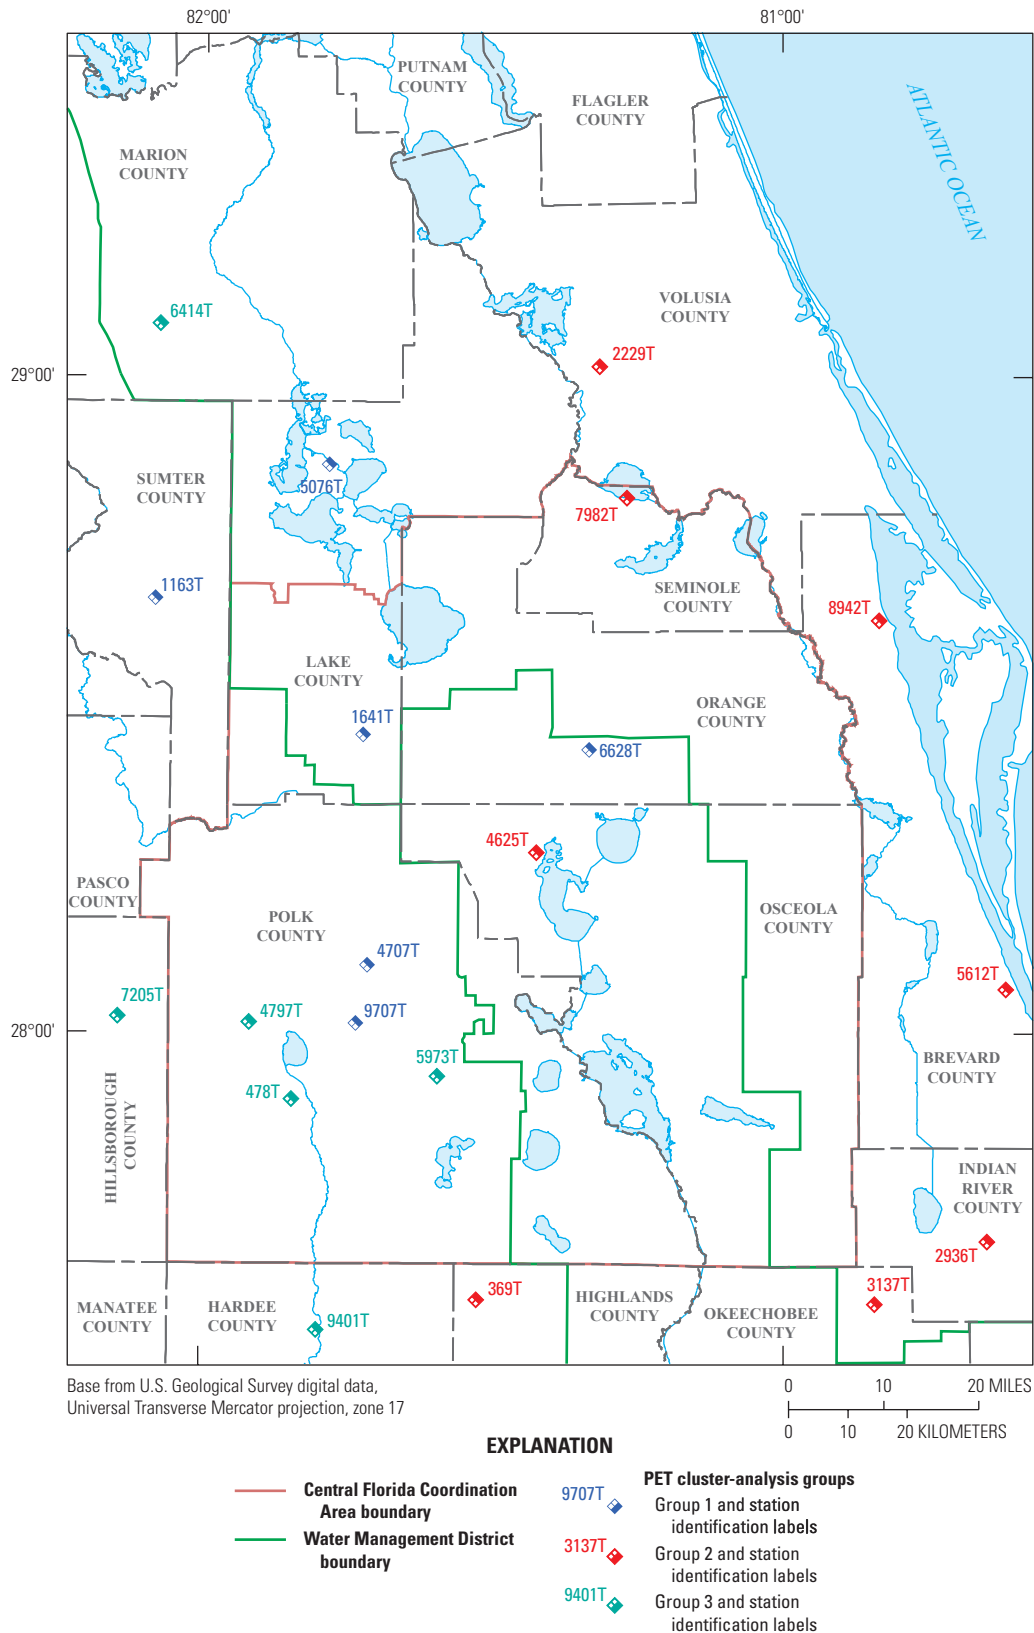 82°00'
81°00'
PUTNAM
COUNTY
FLAGLER
COUNTY
ATLANTIC OCEAN
MARION
COUNTY
6414T
VOLUSIA
COUNTY
2229T
29°00'
SUMTER
COUNTY
5076T
7982T
1163T
SEMINOLE
COUNTY
8942T
LAKE
COUNTY
1641T
ORANGE
COUNTY
6628T
4625T
PASCO
COUNTY
POLK
COUNTY
OSCEOLA
COUNTY
4707T
5612T
7205T
4797T
9707T
28°00'
5973T
BREVARD
COUNTY
478T
HILLSBOROUGH
COUNTY
INDIAN
RIVER
COUNTY
2936T
3137T
369T
MANATEE
COUNTY
HARDEE
COUNTY
9401T
HIGHLANDS
COUNTY
OKEECHOBEE
COUNTY
Base from U.S. Geological Survey digital data,
Universal Transverse Mercator projection, zone 17
0 10 20 MILES
0 10 20 KILOMETERS
EXPLANATION
Central Florida Coordination
Area boundary
Water Management District
boundary
PET cluster-analysis groups
9707T Group 1 and station
identification labels
3137T Group 2 and station
identification labels
9401T Group 3 and station
identification labels